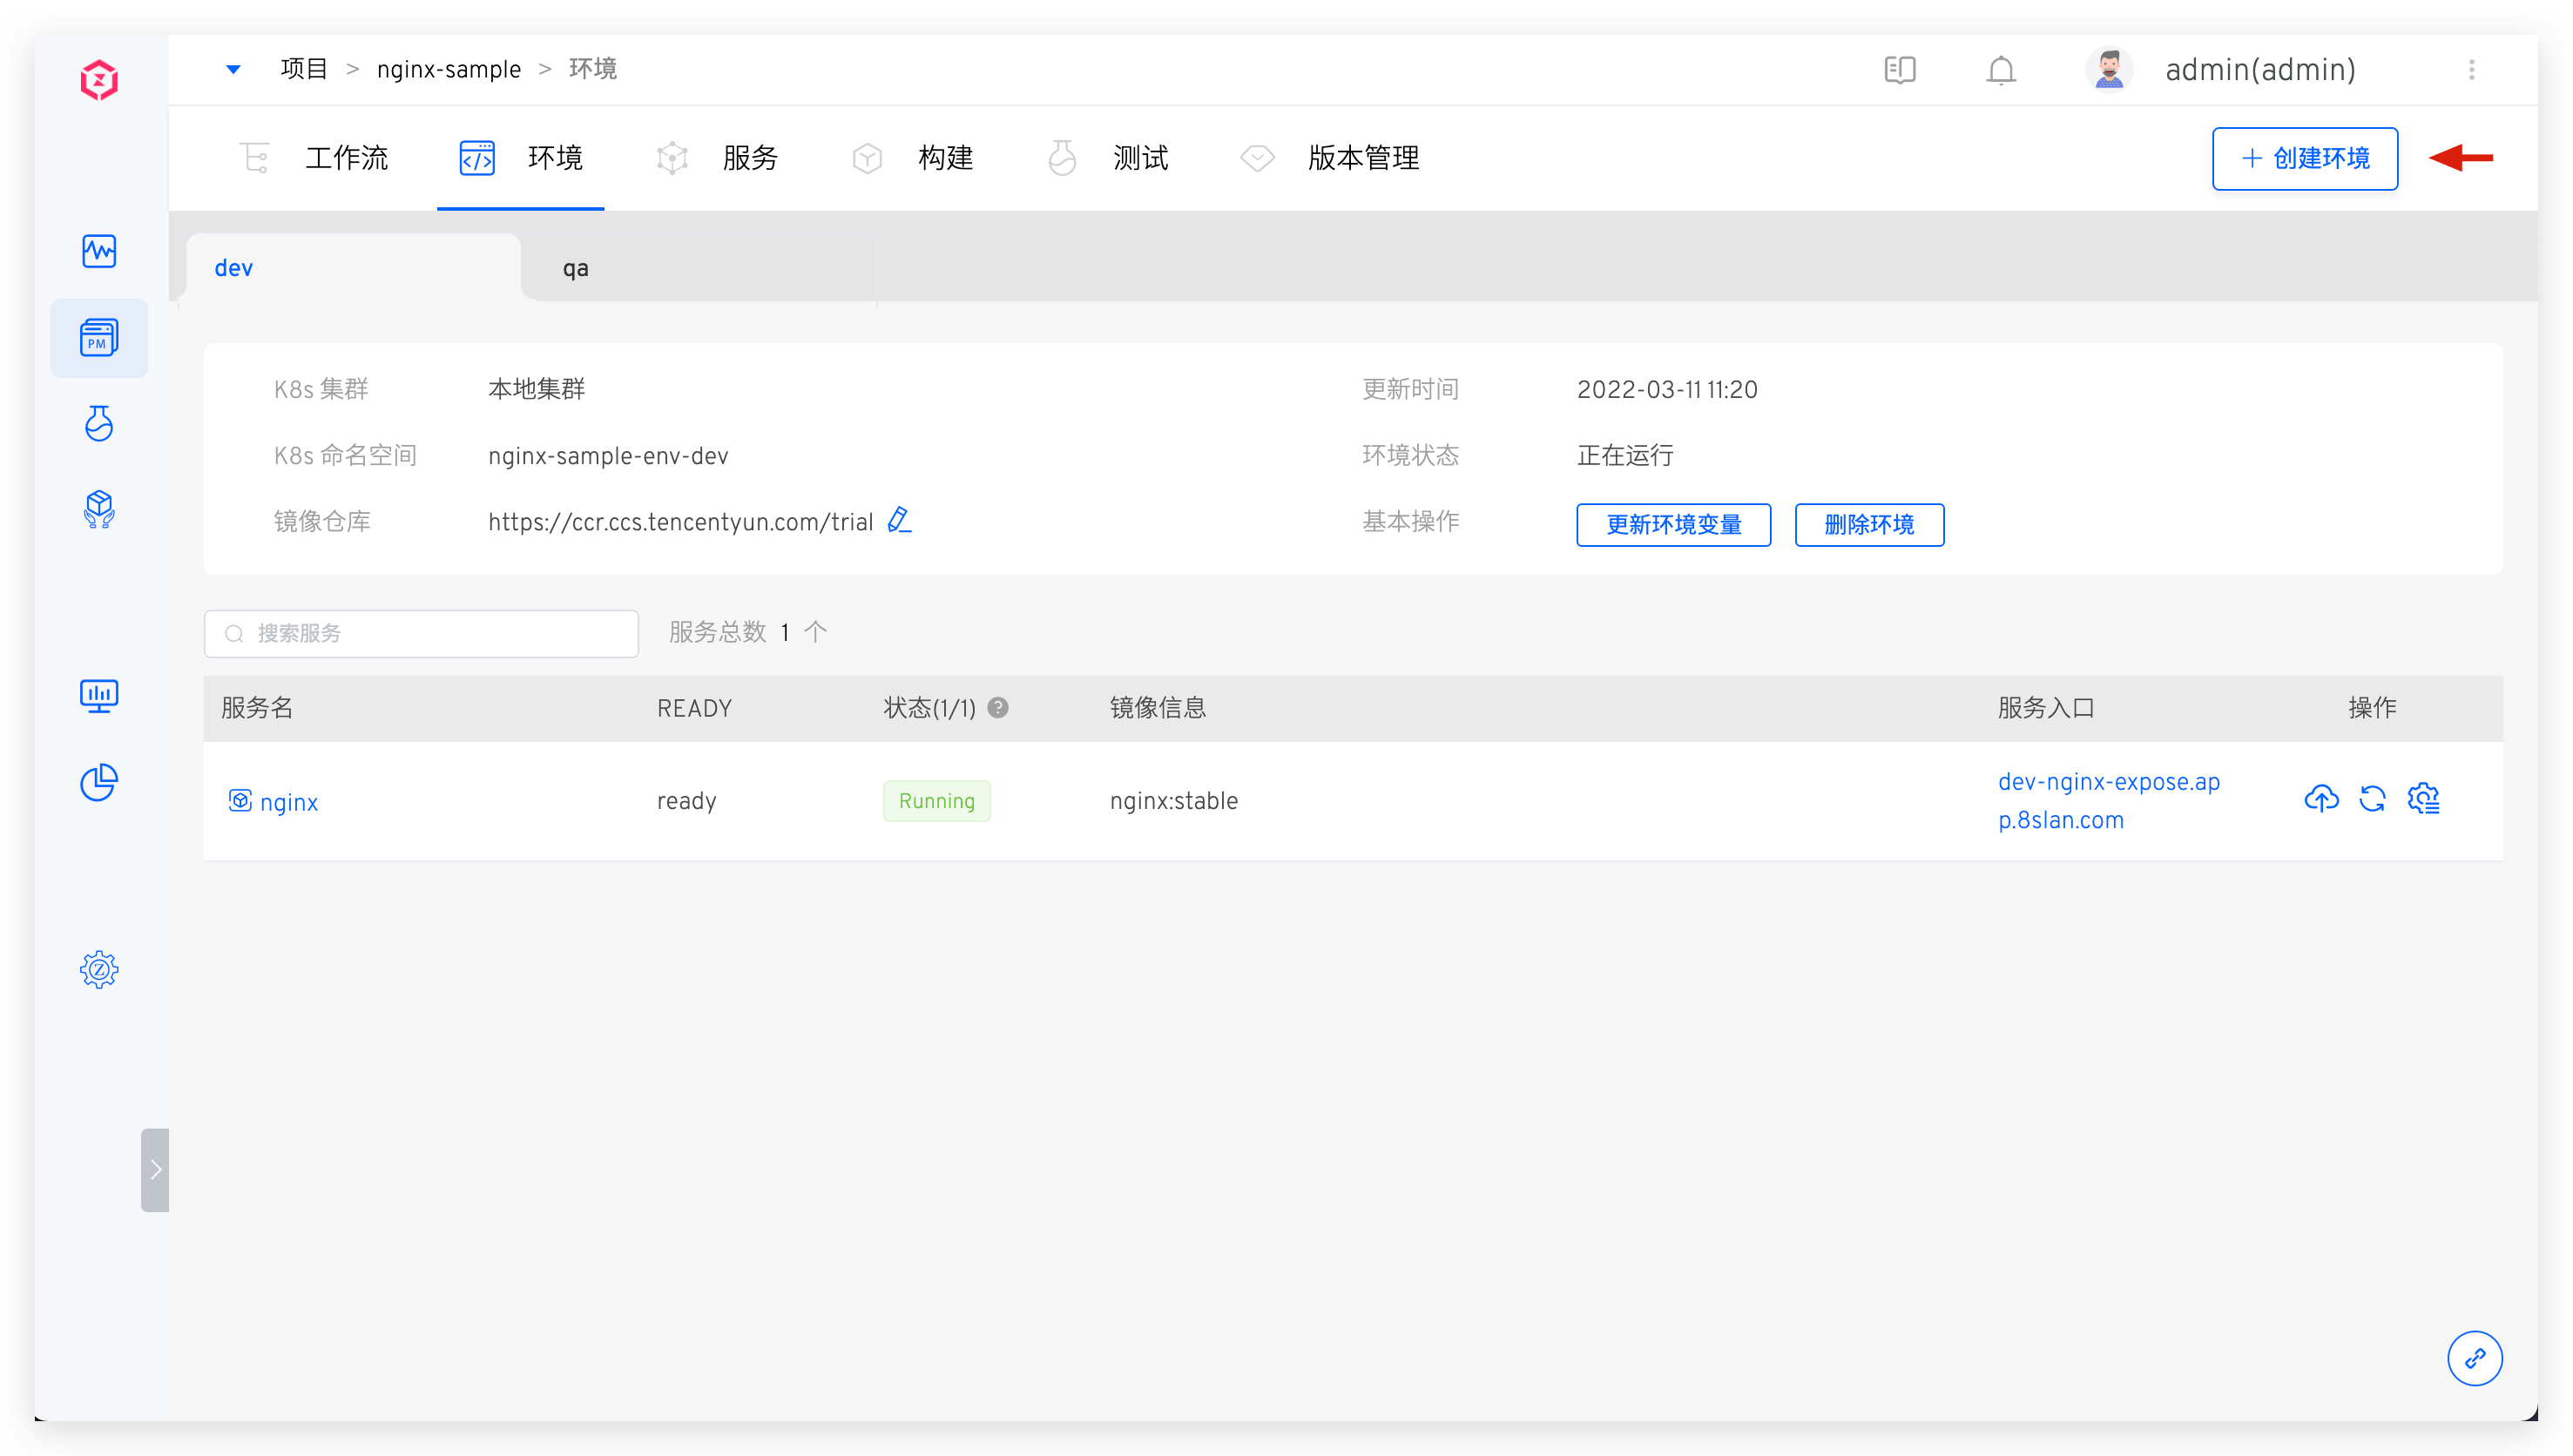 项目 > nginx-sample > 环境
admin(admin)
工作流 环境 服务 构建 测试 版本管理
+ 创建环境
dev qa
PM
K8s 集群 本地集群 更新时间 2022-03-11 11:20
K8s 命名空间 nginx-sample-env-dev 环境状态 正在运行
镜像仓库 https://ccr.ccs.tencentyun.com/trial 基本操作 更新环境变量 删除环境
搜索服务 服务总数 1 个
服务名 READY 状态(1/1) ? 镜像信息 服务入口 操作
nginx ready Running nginx:stable dev-nginx-expose.ap
p.8slan.com